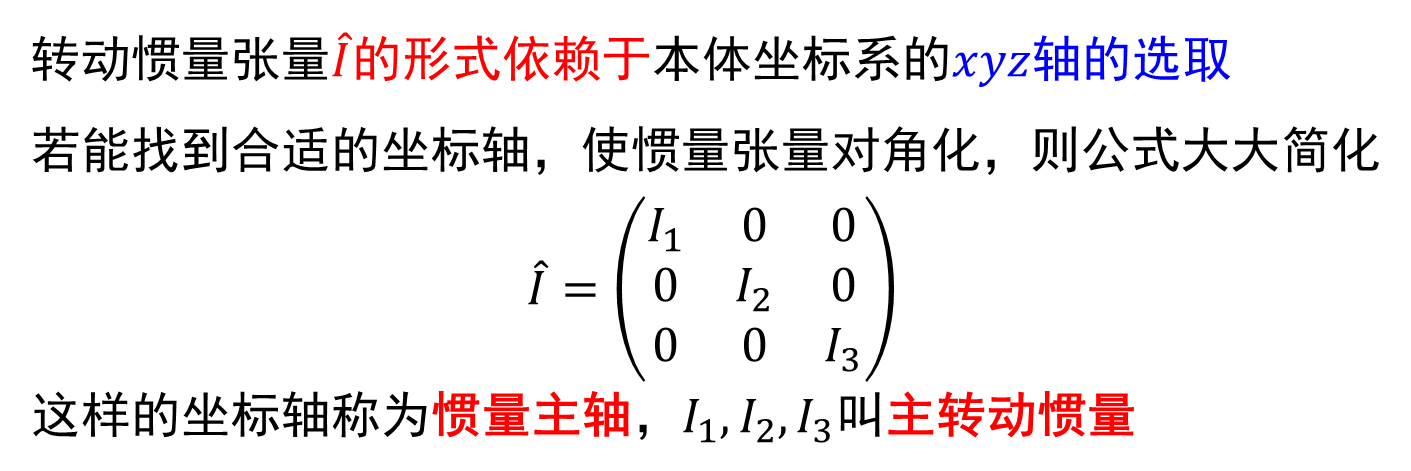 转动惯量张量Î的形式依赖于本体坐标系的xyz轴的选取
若能找到合适的坐标轴，使惯量张量对角化，则公式大大简化
Î = (I₁ 0 0
0 I₂ 0
0 0 I₃)
这样的坐标轴称为惯量主轴，I₁, I₂, I₃叫主转动惯量